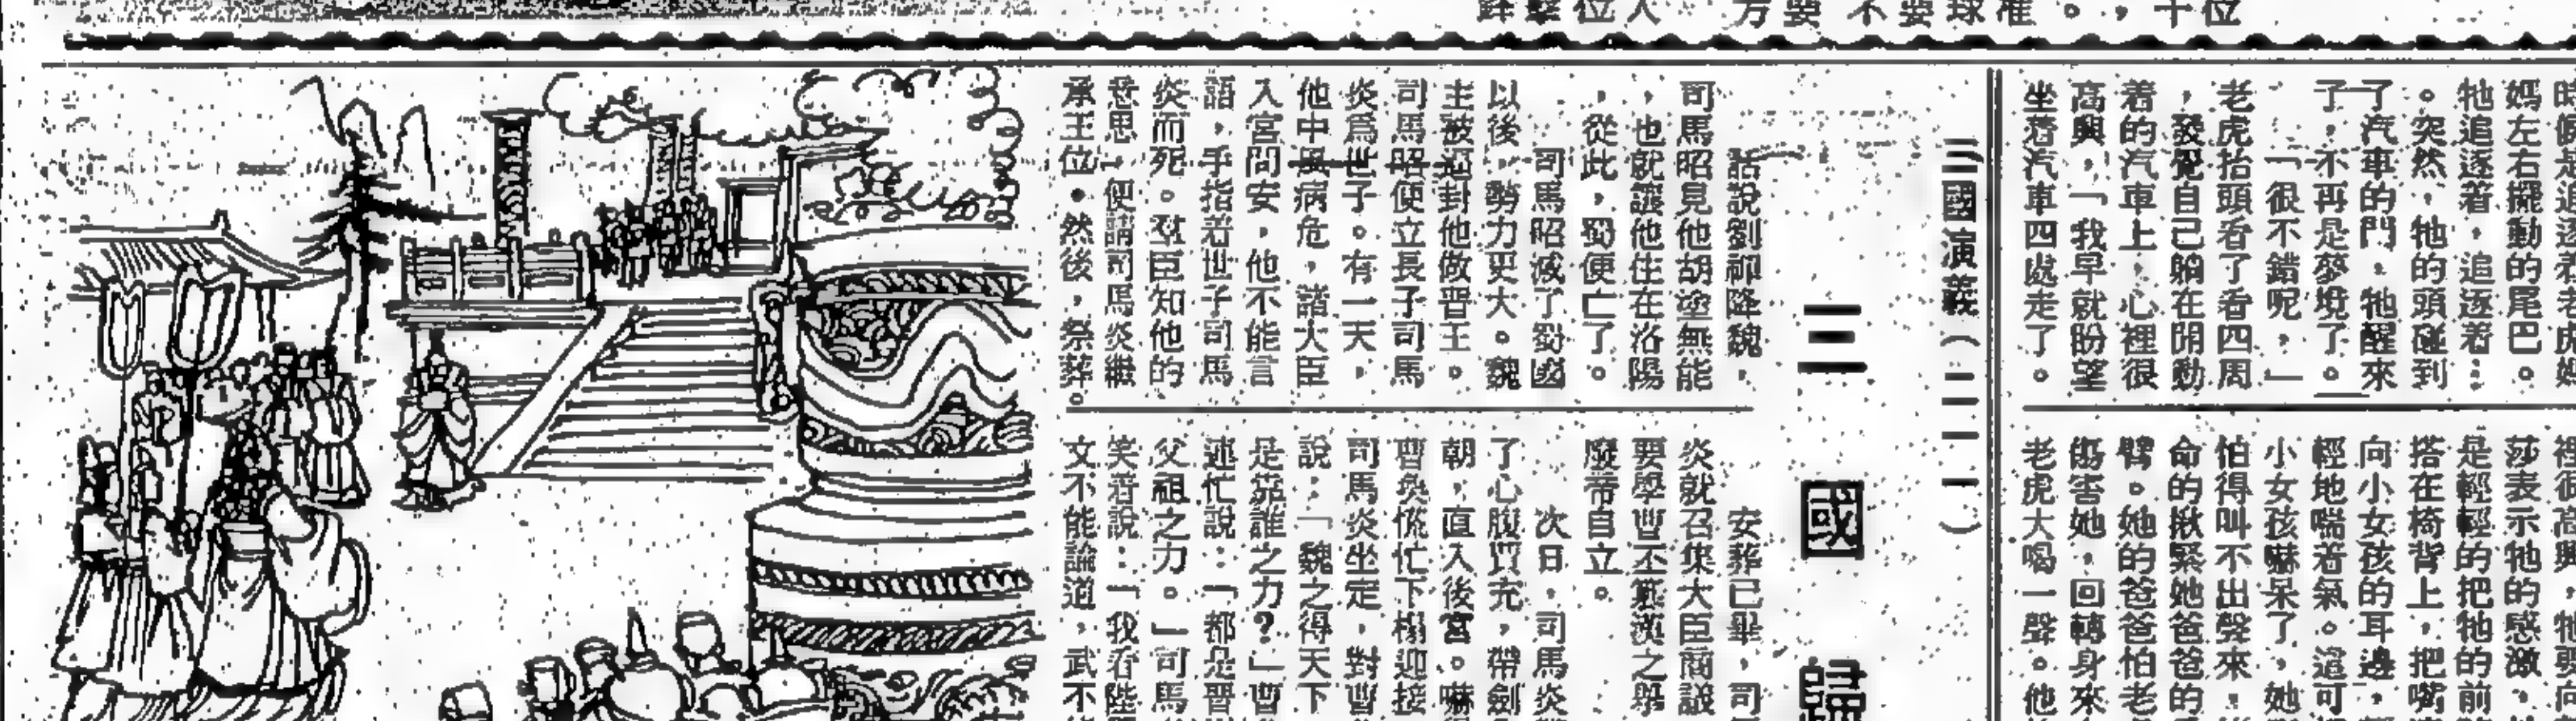 媽左右擺動的尾巴。
牠追逐着,追逐着…
。突然,牠的頭碰到
了汽車的門,牠醒來
了,不再是夢境了。
「很不錯呢,」
老虎抬頭看了看四周
,發覺自己躺在開動
着的汽車上,心裡很
高興,「我早就盼望
坐着汽車四處走了。
莎表示牠的感激,
是輕輕的把牠的前
搭在椅背上,把嘴
向小女孩的耳邊,
輕地喘着氣。這可
小女孩嚇呆了,她
怕得叫不出聲來,
命的揪緊她爸爸的
臂。她的爸爸怕老
傷害她,回轉身來
老虎大喝一聲。他
三國演義(二一一)
三國歸
話說劉禪降魏,
司馬昭見他胡塗無能
,也就讓他住在洛陽
,從此,蜀便亡了。
司馬昭滅了蜀國
以後,勢力更大。魏
主被迫封他做晋王。
司馬昭便立長子司馬
炎爲世子。有一天,
他中風病危,諸大臣
入宮問安,他不能言
語,手指着世子司馬
炎而死。羣臣知他的
意思,便請司馬炎繼
承王位。然後,祭葬。
安葬已畢,司
炎就召集大臣商議
要學曹丕篡漢之舉
廢帝自立。
次日,司馬炎
了心腹賈充,帶劍
朝,直入後宮。嚇
曹奐慌忙下榻迎接
司馬炎坐定,對曹
說:「魏之得天下
是靠誰之力?」曹
連忙說:「都是晋
父祖之力。」司馬
笑着說:「我看陛
文不能論道,武不